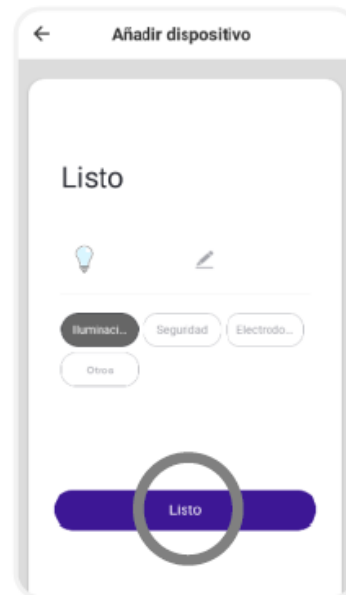 Añadir dispositivo
Listo
Iluminaci...
Seguridad
Electrodo...
Otros
Listo